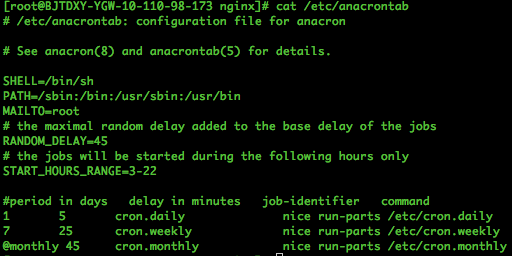 [root@BJTDXY-YGW-10-110-98-173 nginx]# cat /etc/anacrontab
# /etc/anacrontab: configuration file for anacron
# See anacron(8) and anacrontab(5) for details.
SHELL=/bin/sh
PATH=/sbin:/bin:/usr/sbin:/usr/bin
MAILTO=root
# the maximal random delay added to the base delay of the jobs
RANDOM_DELAY=45
# the jobs will be started during the following hours only
START_HOURS_RANGE=3-22
#period in days   delay in minutes   job-identifier   command
1       5       cron.daily              nice run-parts /etc/cron.daily
7       25      cron.weekly             nice run-parts /etc/cron.weekly
@monthly 45     cron.monthly            nice run-parts /etc/cron.monthly